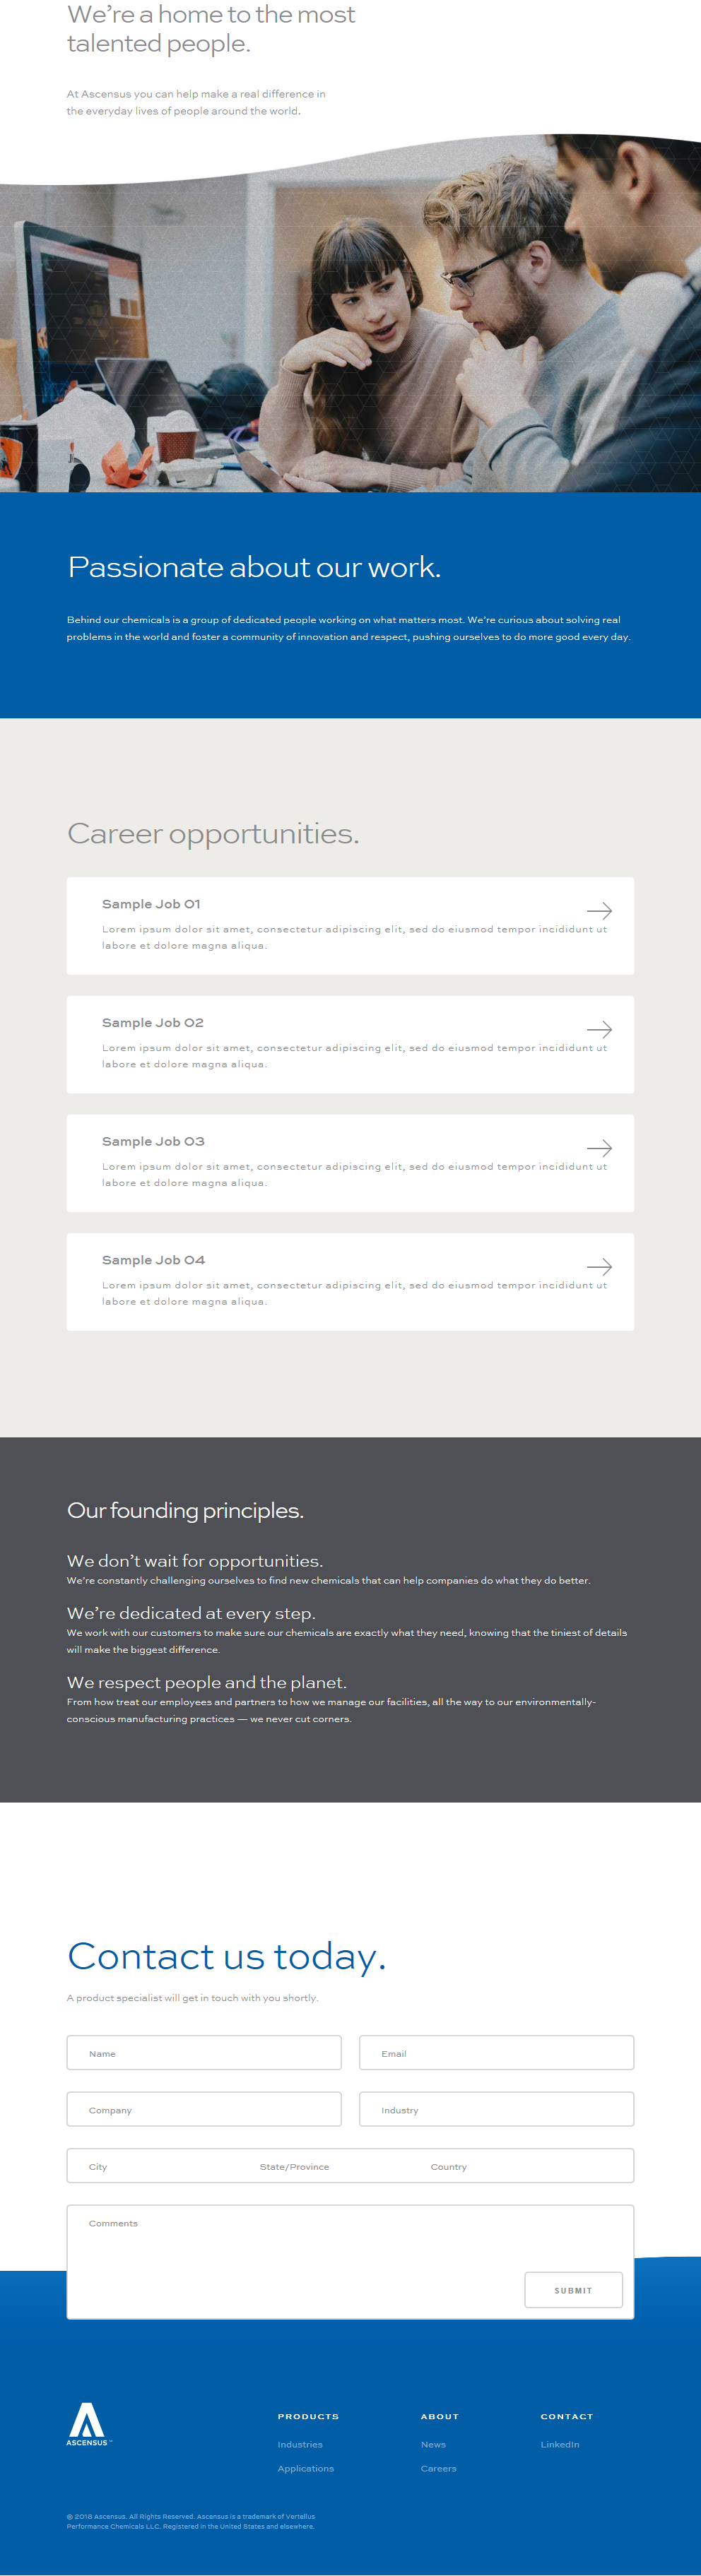 We're a home to the most
talented people.
At Ascensus you can help make a real difference in
the everyday lives of people around the world.
Passionate about our work.
Behind our chemicals is a group of dedicated people working on what matters most. We're curious about solving real
problems in the world and foster a community of innovation and respect, pushing ourselves to do more good every day.
Career opportunities.
Sample Job 01
Lorem ipsum dolor sit amet, consectetur adipiscing elit, sed do eiusmod tempor incididunt ut
labore et dolore magna aliqua.
Sample Job 02
Lorem ipsum dolor sit amet, consectetur adipiscing elit, sed do eiusmod tempor incididunt ut
labore et dolore magna aliqua.
Sample Job 03
Lorem ipsum dolor sit amet, consectetur adipiscing elit, sed do eiusmod tempor incididunt ut
labore et dolore magna aliqua.
Sample Job 04
Lorem ipsum dolor sit amet, consectetur adipiscing elit, sed do eiusmod tempor incididunt ut
labore et dolore magna aliqua.
Our founding principles.
We don't wait for opportunities.
We're constantly challenging ourselves to find new chemicals that can help companies do what they do better.
We're dedicated at every step.
We work with our customers to make sure our chemicals are exactly what they need, knowing that the tiniest of details
will make the biggest difference.
We respect people and the planet.
From how treat our employees and partners to how we manage our facilities, all the way to our environmentally-
conscious manufacturing practices — we never cut corners.
Contact us today.
A product specialist will get in touch with you shortly.
Name Email
Company Industry
City State/Province Country
Comments
SUBMIT
ASCENSUS™
PRODUCTS ABOUT CONTACT
Industries News LinkedIn
Applications Careers
© 2018 Ascensus. All Rights Reserved. Ascensus is a trademark of Vertellus
Performance Chemicals LLC. Registered in the United States and elsewhere.